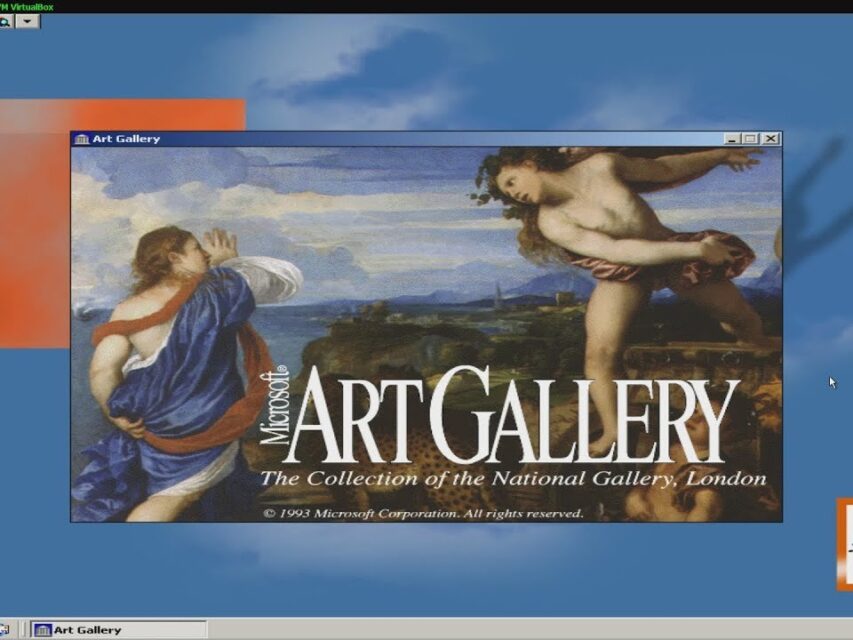 VM VirtualBox
Art Gallery
Microsoft®
ART GALLERY
The Collection of the National Gallery, London
© 1993 Microsoft Corporation. All rights reserved.
Art Gallery